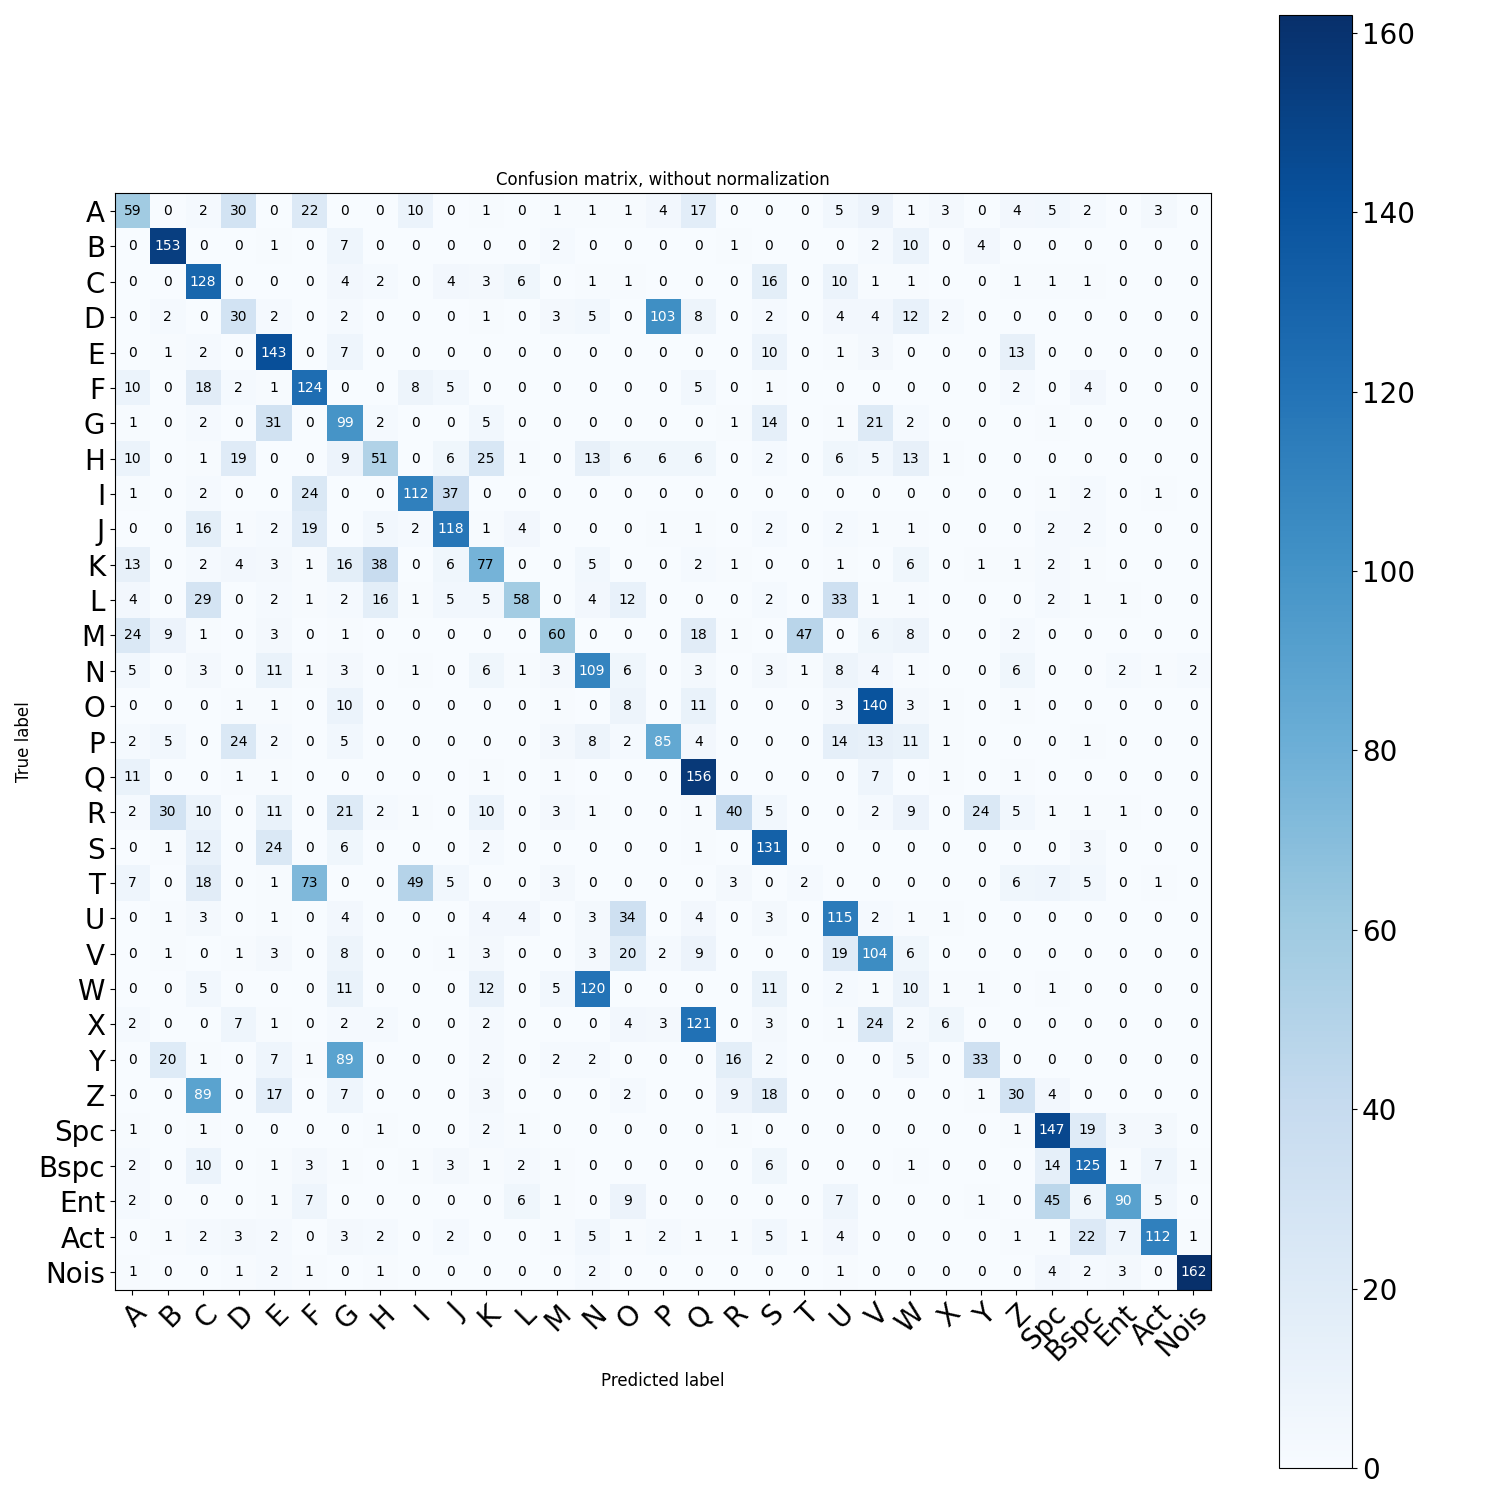 Confusion matrix, without normalization
A 59 0 2 30 0 22 0 0 10 0 1 0 1 1 1 4 17 0 0 0 5 9 1 3 0 4 5 2 0 3 0
B 0 153 0 0 1 0 7 0 0 0 0 0 2 0 0 0 0 1 0 0 0 2 10 0 4 0 0 0 0 0 0
C 0 0 128 0 0 0 4 2 0 4 3 6 0 1 1 0 0 0 16 0 10 1 1 0 0 1 1 1 0 0 0
D 0 2 0 30 2 0 2 0 0 0 1 0 3 5 0 103 8 0 2 0 4 4 12 2 0 0 0 0 0 0 0
E 0 1 2 0 143 0 7 0 0 0 0 0 0 0 0 0 0 0 10 0 1 3 0 0 0 13 0 0 0 0 0
F 10 0 18 2 1 124 0 0 8 5 0 0 0 0 0 0 5 0 1 0 0 0 0 0 0 2 0 4 0 0 0
G 1 0 2 0 31 0 99 2 0 0 5 0 0 0 0 0 0 1 14 0 1 21 2 0 0 0 1 0 0 0 0
H 10 0 1 19 0 0 9 51 0 6 25 1 0 13 6 6 6 0 2 0 6 5 13 1 0 0 0 0 0 0 0
I 1 0 2 0 0 24 0 0 112 37 0 0 0 0 0 0 0 0 0 0 0 0 0 0 0 0 1 2 0 1 0
J 0 0 16 1 2 19 0 5 2 118 1 4 0 0 0 1 1 0 2 0 2 1 1 0 0 0 2 2 0 0 0
K 13 0 2 4 3 1 16 38 0 6 77 0 0 5 0 0 2 1 0 0 1 0 6 0 1 1 2 1 0 0 0
L 4 0 29 0 2 1 2 16 1 5 5 58 0 4 12 0 0 0 2 0 33 1 1 0 0 0 2 1 1 0 0
M 24 9 1 0 3 0 1 0 0 0 0 0 60 0 0 0 18 1 0 47 0 6 8 0 0 2 0 0 0 0 0
N 5 0 3 0 11 1 3 0 1 0 6 1 3 109 6 0 3 0 3 1 8 4 1 0 0 6 0 0 2 1 2
O 0 0 0 1 1 0 10 0 0 0 0 0 1 0 8 0 11 0 0 0 3 140 3 1 0 1 0 0 0 0 0
P 2 5 0 24 2 0 5 0 0 0 0 0 3 8 2 85 4 0 0 0 14 13 11 1 0 0 0 1 0 0 0
Q 11 0 0 1 1 0 0 0 0 0 1 0 1 0 0 0 156 0 0 0 0 7 0 1 0 1 0 0 0 0 0
R 2 30 10 0 11 0 21 2 1 0 10 0 3 1 0 0 1 40 5 0 0 2 9 0 24 5 1 1 1 0 0
S 0 1 12 0 24 0 6 0 0 0 2 0 0 0 0 0 1 0 131 0 0 0 0 0 0 0 0 3 0 0 0
T 7 0 18 0 1 73 0 0 49 5 0 0 3 0 0 0 0 3 0 2 0 0 0 0 0 6 7 5 0 1 0
U 0 1 3 0 1 0 4 0 0 0 4 4 0 3 34 0 4 0 3 0 115 2 1 1 0 0 0 0 0 0 0
V 0 1 0 1 3 0 8 0 0 1 3 0 0 3 20 2 9 0 0 0 19 104 6 0 0 0 0 0 0 0 0
W 0 0 5 0 0 0 11 0 0 0 12 0 5 120 0 0 0 0 11 0 2 1 10 1 1 0 1 0 0 0 0
X 2 0 0 7 1 0 2 2 0 0 2 0 0 0 4 3 121 0 3 0 1 24 2 6 0 0 0 0 0 0 0
Y 0 20 1 0 7 1 89 0 0 0 2 0 2 2 0 0 0 16 2 0 0 0 5 0 33 0 0 0 0 0 0
Z 0 0 89 0 17 0 7 0 0 0 3 0 0 0 2 0 0 9 18 0 0 0 0 0 1 30 4 0 0 0 0
Spc 1 0 1 0 0 0 0 1 0 0 2 1 0 0 0 0 0 1 0 0 0 0 0 0 0 1 147 19 3 3 0
Bspc 2 0 10 0 1 3 1 0 1 3 1 2 1 0 0 0 0 0 6 0 0 0 1 0 0 0 14 125 1 7 1
Ent 2 0 0 0 1 7 0 0 0 0 0 6 1 0 9 0 0 0 0 0 7 0 0 0 1 0 45 6 90 5 0
Act 0 1 2 3 2 0 3 2 0 2 0 0 1 5 1 2 1 1 5 1 4 0 0 0 0 1 1 22 7 112 1
Nois 1 0 0 1 2 1 0 1 0 0 0 0 0 2 0 0 0 0 0 0 1 0 0 0 0 0 4 2 3 0 162
A B C D E F G H I J K L M N O P Q R S T U V W X Y Z Spc Bspc Ent Act Nois
Predicted label
True label
160
140
120
100
80
60
40
20
0